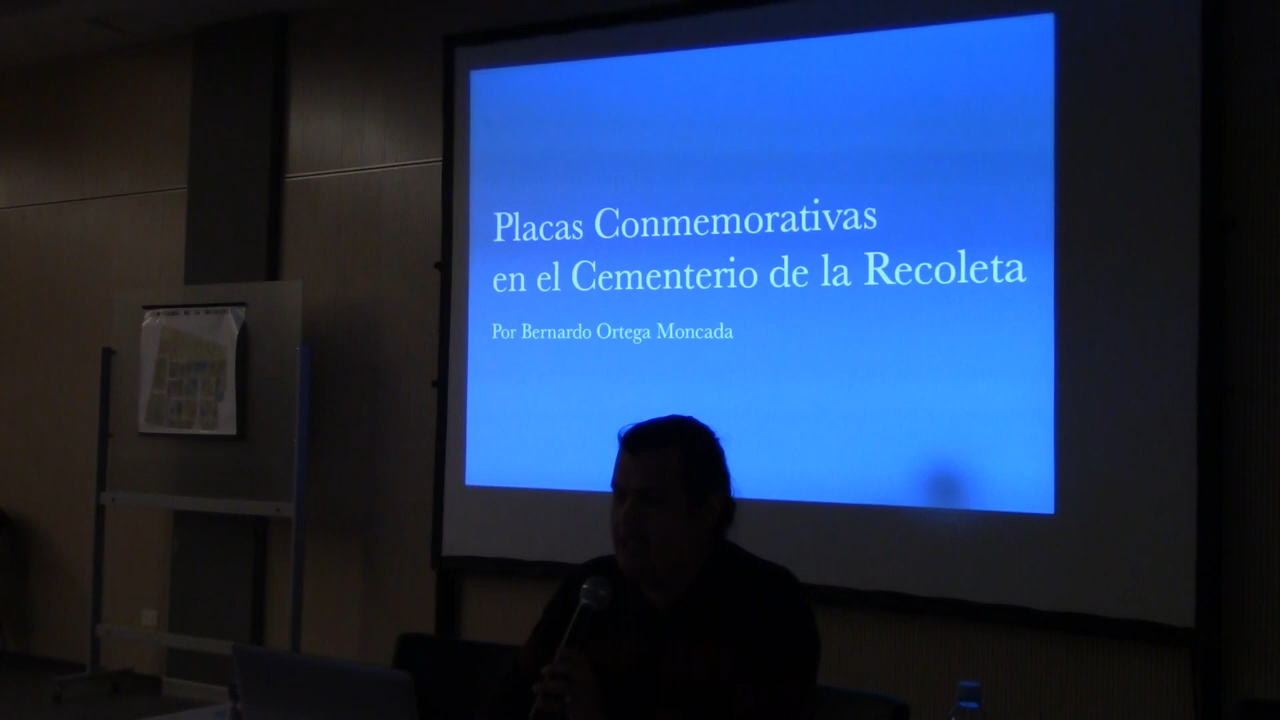 Placas Conmemorativas
en el Cementerio de la Recoleta
Por Bernardo Ortega Moncada